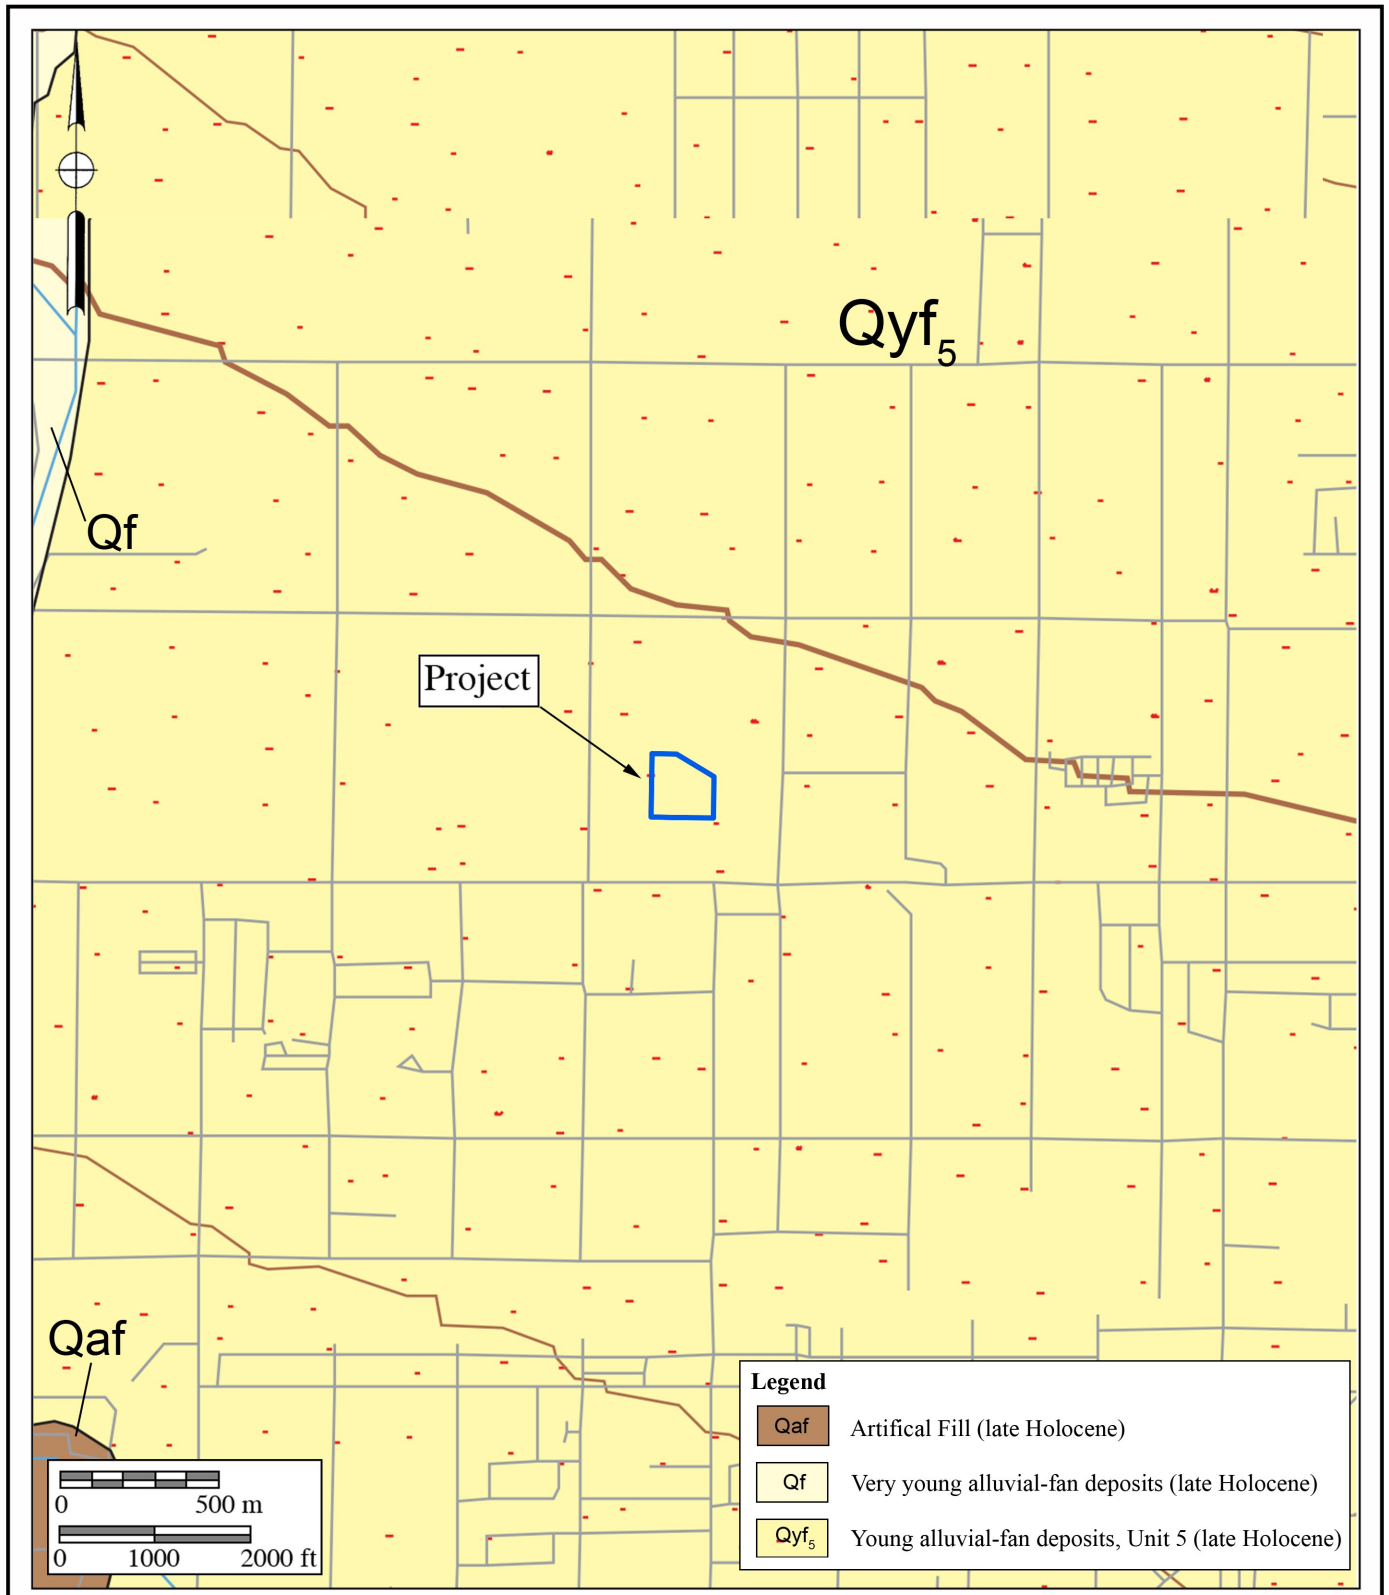 Qyf5
Qf
Project
Qaf
Legend
Qaf Artifical Fill (late Holocene)
Qf Very young alluvial-fan deposits (late Holocene)
Qyf5 Young alluvial-fan deposits, Unit 5 (late Holocene)
0 500 m
0 1000 2000 ft